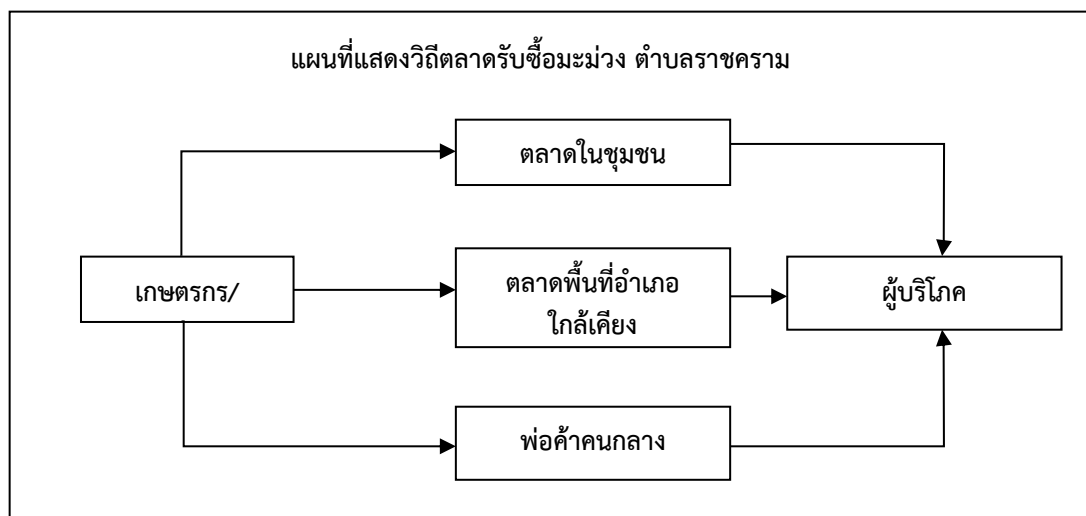 แผนที่แสดงวิถีตลาดรับซื้อมะม่วง ตำบลราชคราม
ตลาดในชุมชน
เกษตรกร/
ตลาดพื้นที่อำเภอ
ใกล้เคียง
ผู้บริโภค
พ่อค้าคนกลาง